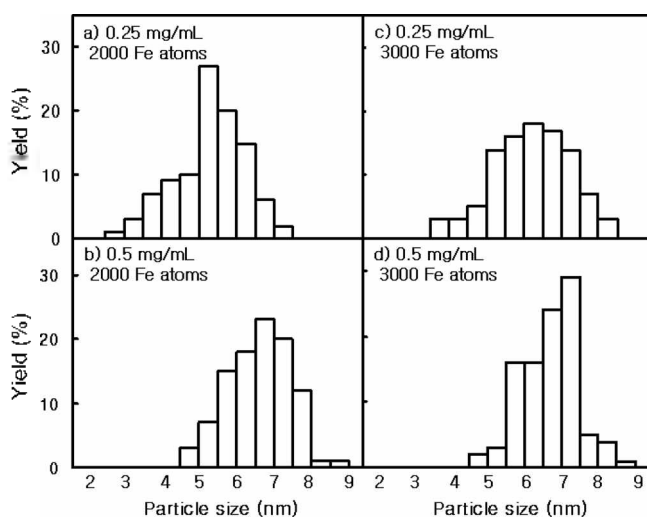 a) 0.25 mg/mL
2000 Fe atoms
c) 0.25 mg/mL
3000 Fe atoms
30
20
10
0
Yield (%)
b) 0.5 mg/mL
2000 Fe atoms
d) 0.5 mg/mL
3000 Fe atoms
30
20
10
0
Yield (%)
2 3 4 5 6 7 8 9
2 3 4 5 6 7 8 9
Particle size (nm)
Particle size (nm)